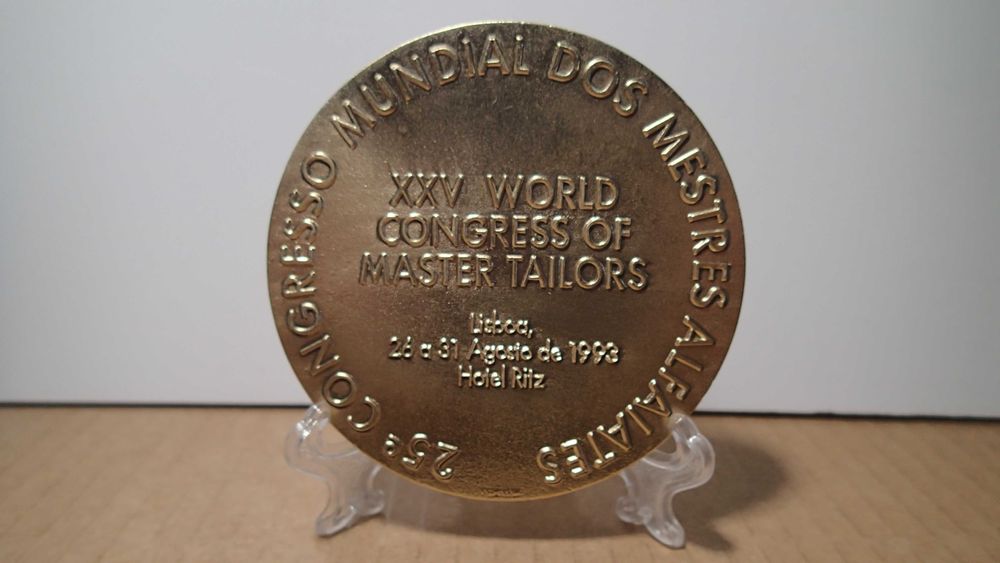 25º CONGRESSO MUNDIAL DOS MESTRES ALFAIATES
XXV WORLD
CONGRESS OF
MASTER TAILORS
Lisboa,
26 a 31 Agosto de 1993
Hotel Ritz